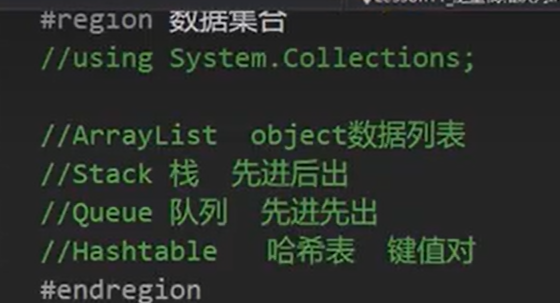 #region 数据集合
//using System.Collections;
//ArrayList  object数据列表
//Stack 栈  先进后出
//Queue 队列  先进先出
//Hashtable   哈希表  键值对
#endregion